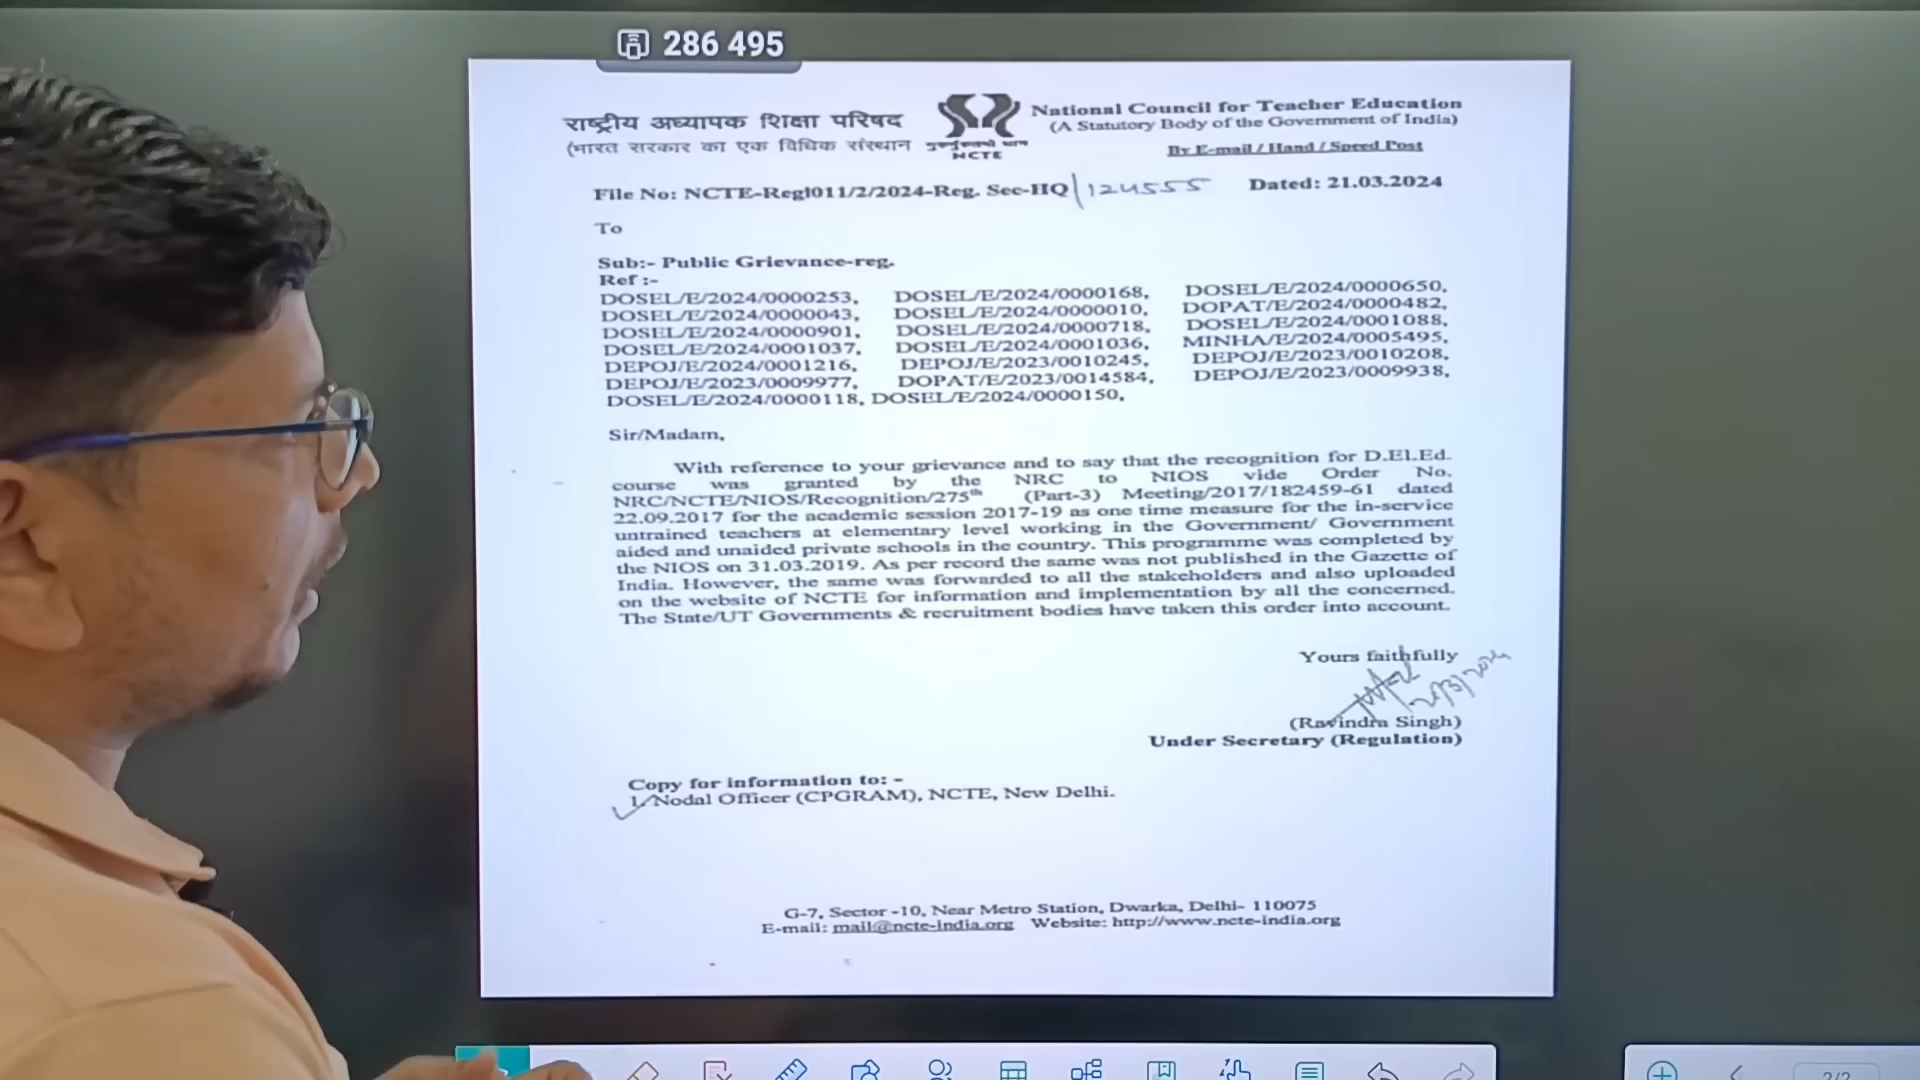 286 495
राष्ट्रीय अध्यापक शिक्षा परिषद
(भारत सरकार का एक विधिक संस्थान
NCTE
National Council for Teacher Education
(A Statutory Body of the Government of India)
By E-mail / Hand / Speed Post
File No: NCTE-Regl011/2/2024-Reg. Sec-HQ/124555 Dated: 21.03.2024
To
Sub:- Public Grievance-reg.
Ref :-
DOSEL/E/2024/0000253, DOSEL/E/2024/0000168, DOSEL/E/2024/0000650,
DOSEL/E/2024/0000043, DOSEL/E/2024/0000010, DOPAT/E/2024/0000482,
DOSEL/E/2024/0000901, DOSEL/E/2024/0000718, DOSEL/E/2024/0001088,
DOSEL/E/2024/0001037, DOSEL/E/2024/0001036, MINHA/E/2024/0005495,
DEPOJ/E/2024/0001216, DEPOJ/E/2023/0010245, DEPOJ/E/2023/0010208,
DEPOJ/E/2023/0009977, DOPAT/E/2023/0014584, DEPOJ/E/2023/0009938,
DOSEL/E/2024/0000118, DOSEL/E/2024/0000150,
Sir/Madam,
With reference to your grievance and to say that the recognition for D.El.Ed.
course was granted by the NRC to NIOS vide Order No.
NRC/NCTE/NIOS/Recognition/275th (Part-3) Meeting/2017/182459-61 dated
22.09.2017 for the academic session 2017-19 as one time measure for the in-service
untrained teachers at elementary level working in the Government/ Government
aided and unaided private schools in the country. This programme was completed by
the NIOS on 31.03.2019. As per record the same was not published in the Gazette of
India. However, the same was forwarded to all the stakeholders and also uploaded
on the website of NCTE for information and implementation by all the concerned.
The State/UT Governments & recruitment bodies have taken this order into account.
Yours faithfully
21/3/2024
(Ravindra Singh)
Under Secretary (Regulation)
Copy for information to: -
1. Nodal Officer (CPGRAM), NCTE, New Delhi.
G-7, Sector -10, Near Metro Station, Dwarka, Delhi- 110075
E-mail: mail@ncte-india.org Website: http://www.ncte-india.org
2/2